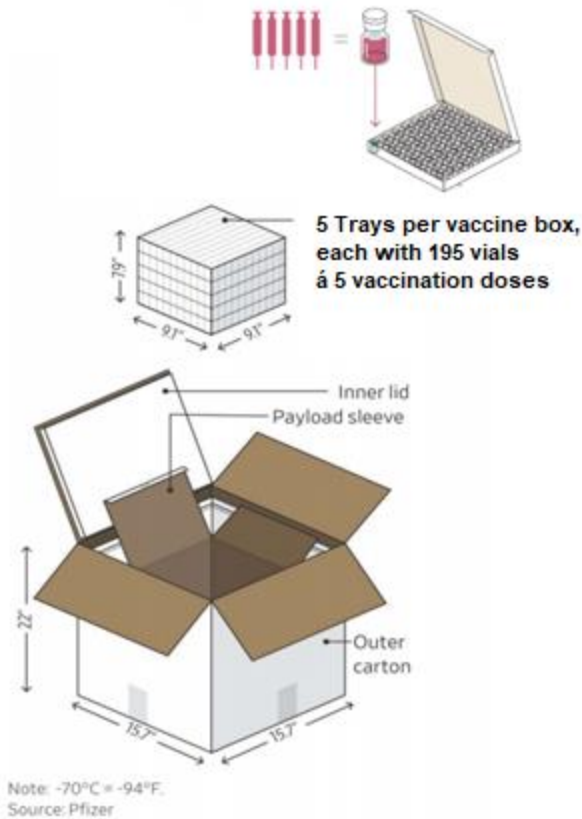 5 Trays per vaccine box,
each with 195 vials
á 5 vaccination doses
7.9"
9.1"
9.1"
Inner lid
Payload sleeve
22"
Outer
carton
15.7"
15.7"
Note: -70°C = -94°F.
Source: Pfizer